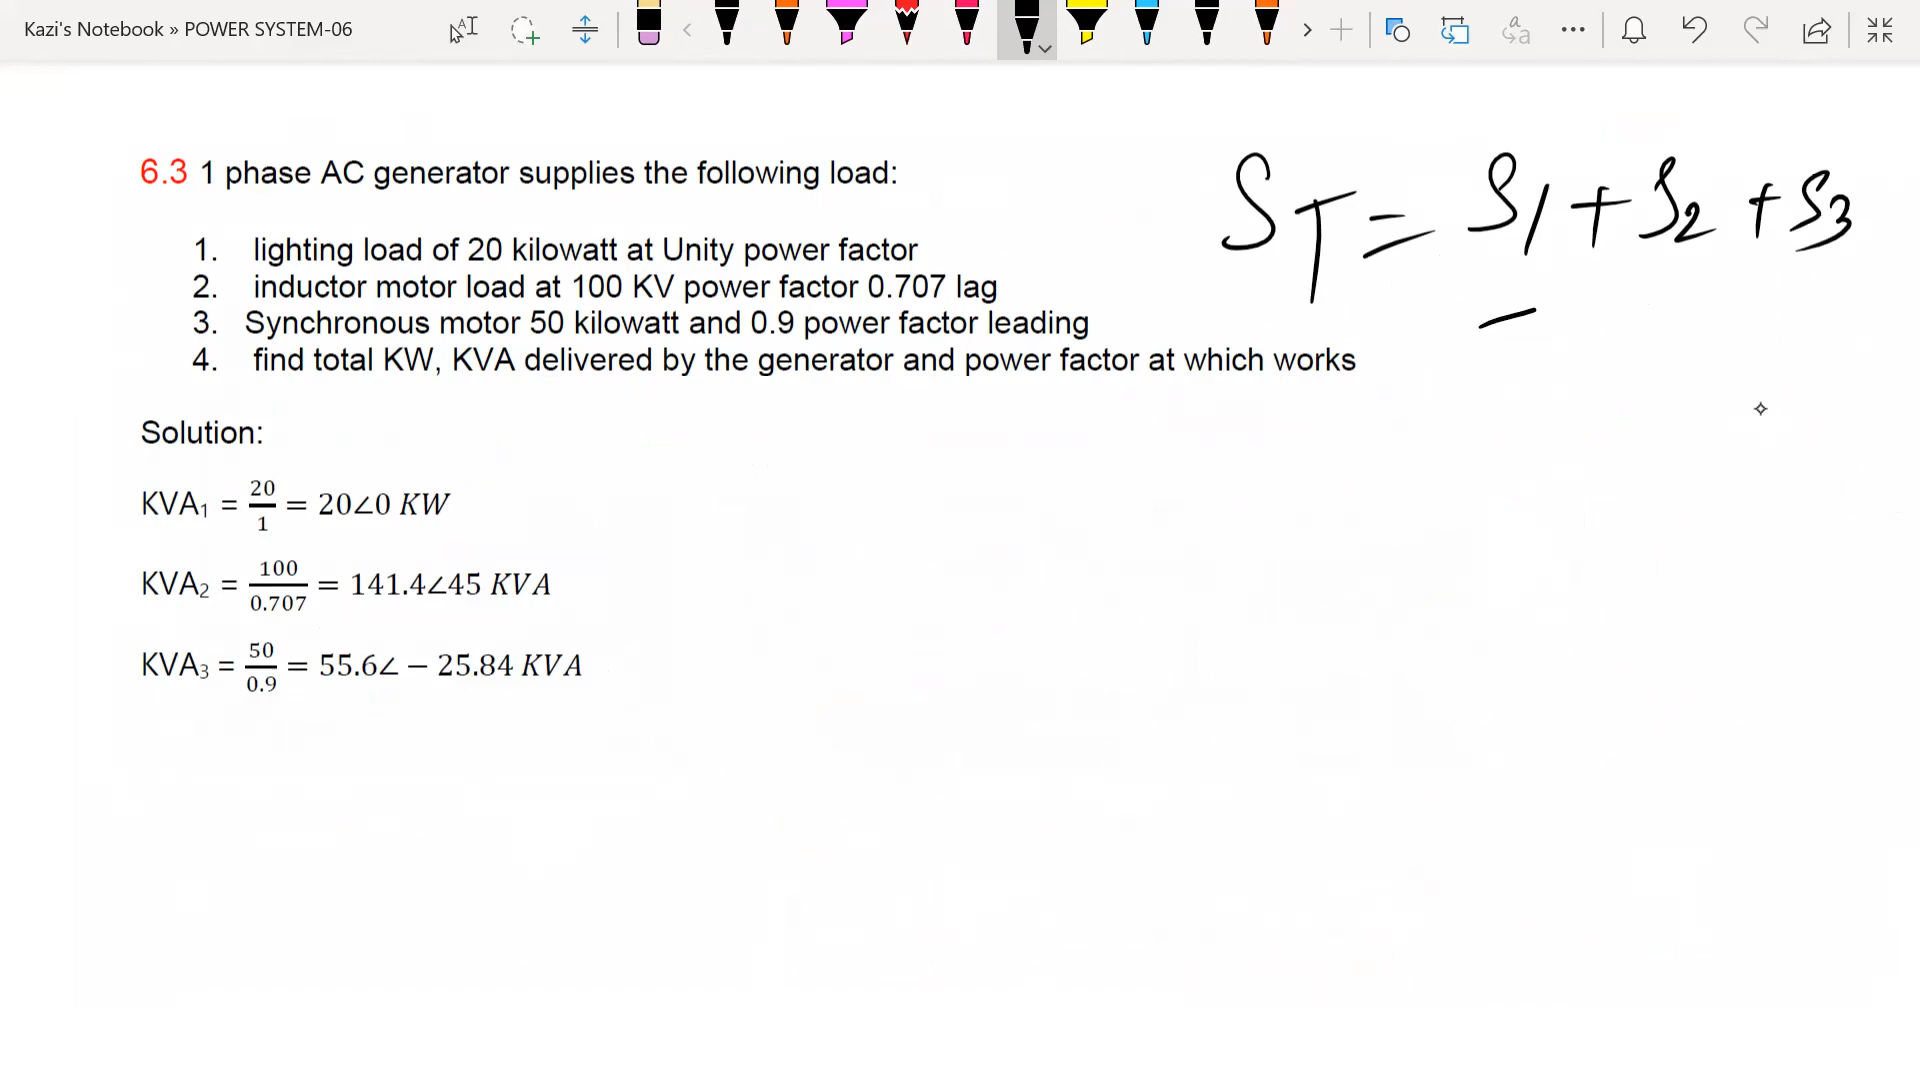 Kazi's Notebook » POWER SYSTEM-06
6.3 1 phase AC generator supplies the following load:
S_T = S1 + S2 + S3
1. lighting load of 20 kilowatt at Unity power factor
2. inductor motor load at 100 KV power factor 0.707 lag
3. Synchronous motor 50 kilowatt and 0.9 power factor leading
4. find total KW, KVA delivered by the generator and power factor at which works
Solution:
KVA₁ = 20/1 = 20∠0 KW
KVA₂ = 100/0.707 = 141.4∠45 KVA
KVA₃ = 50/0.9 = 55.6∠ − 25.84 KVA